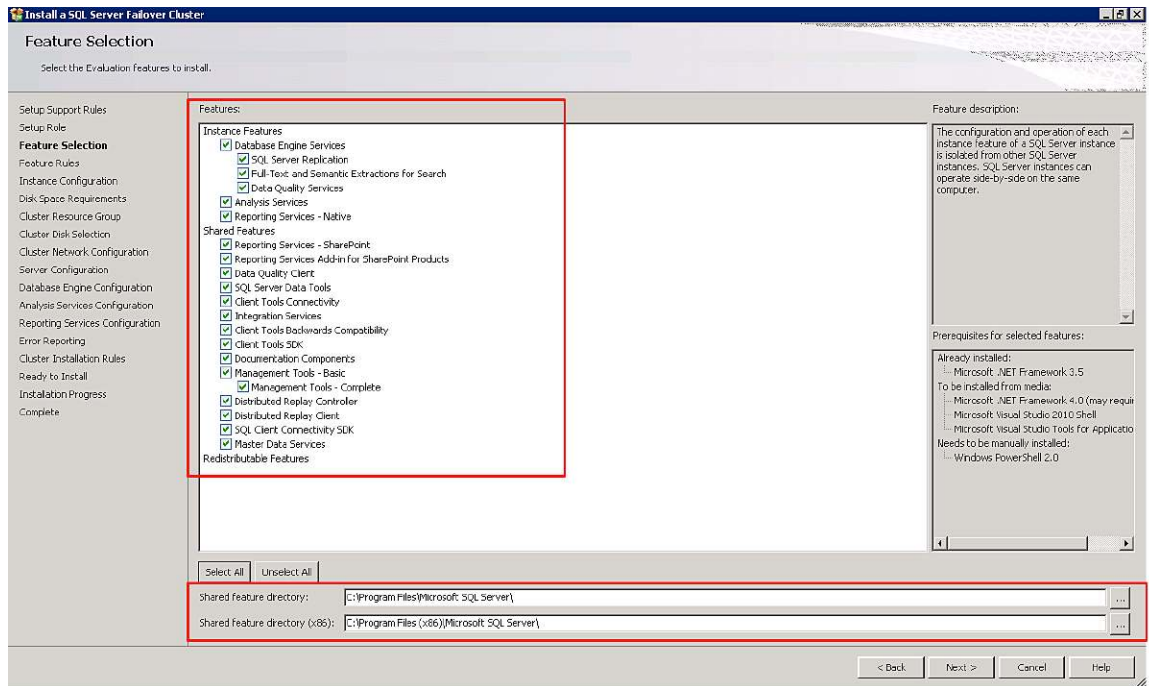 Install a SQL Server Failover Cluster
Feature Selection
Select the Evaluation features to install.
Setup Support Rules
Setup Role
Feature Selection
Feature Rules
Instance Configuration
Disk Space Requirements
Cluster Resource Group
Cluster Disk Selection
Cluster Network Configuration
Server Configuration
Database Engine Configuration
Analysis Services Configuration
Reporting Services Configuration
Error Reporting
Cluster Installation Rules
Ready to Install
Installation Progress
Complete
Features:
Instance Features
Database Engine Services
SQL Server Replication
Full-Text and Semantic Extractions for Search
Data Quality Services
Analysis Services
Reporting Services - Native
Shared Features
Reporting Services - SharePoint
Reporting Services Add-in for SharePoint Products
Data Quality Client
SQL Server Data Tools
Client Tools Connectivity
Integration Services
Client Tools Backwards Compatibility
Client Tools SDK
Documentation Components
Management Tools - Basic
Management Tools - Complete
Distributed Replay Controller
Distributed Replay Client
SQL Client Connectivity SDK
Master Data Services
Redistributable Features
Feature description:
The configuration and operation of each
instance feature of a SQL Server instance
is isolated from other SQL Server
instances. SQL Server instances can
operate side-by-side on the same
computer.
Prerequisites for selected features:
Already installed:
Microsoft .NET Framework 3.5
To be installed from media:
Microsoft .NET Framework 4.0 (may requir
Microsoft Visual Studio 2010 Shell
Microsoft Visual Studio Tools for Applicatio
Needs to be manually installed:
Windows PowerShell 2.0
Select All Unselect All
Shared feature directory: C:\Program Files\Microsoft SQL Server\ ...
Shared feature directory (x86): C:\Program Files (x86)\Microsoft SQL Server\ ...
< Back Next > Cancel Help